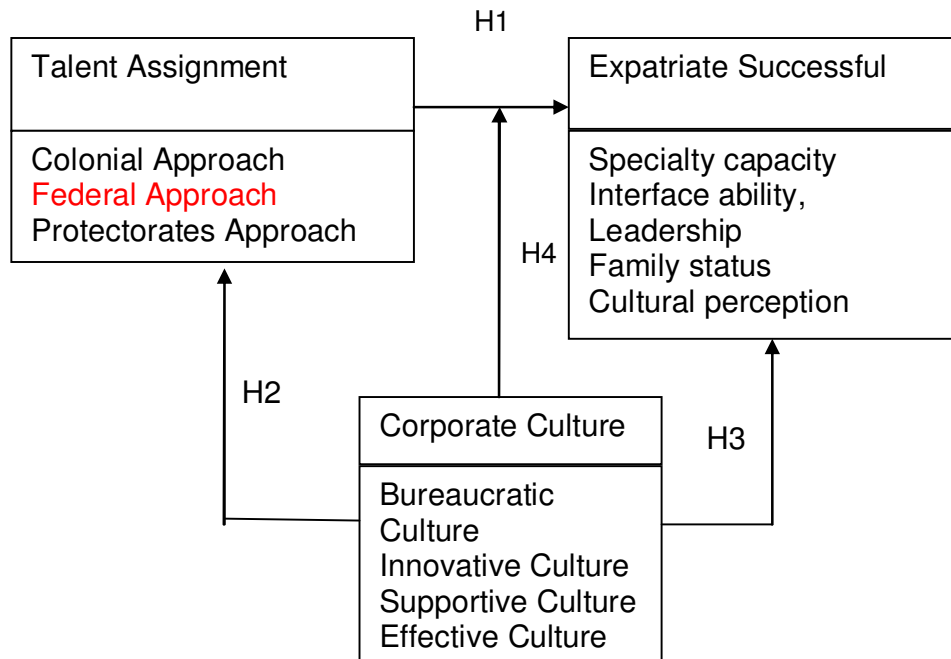 H1
Talent Assignment
Expatriate Successful
Colonial Approach
Federal Approach
Protectorates Approach
Specialty capacity
Interface ability,
Leadership
Family status
Cultural perception
H4
H2
H3
Corporate Culture
Bureaucratic
Culture
Innovative Culture
Supportive Culture
Effective Culture